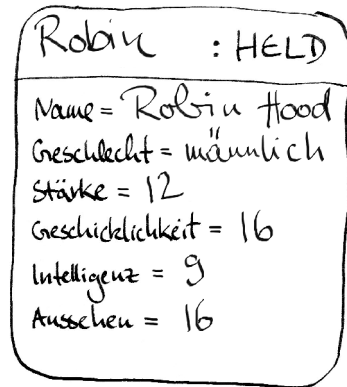 Robin : HELD
Name = Robin Hood
Geschlecht = männlich
Stärke = 12
Geschicklichkeit = 16
Intelligenz = 9
Aussehen = 16